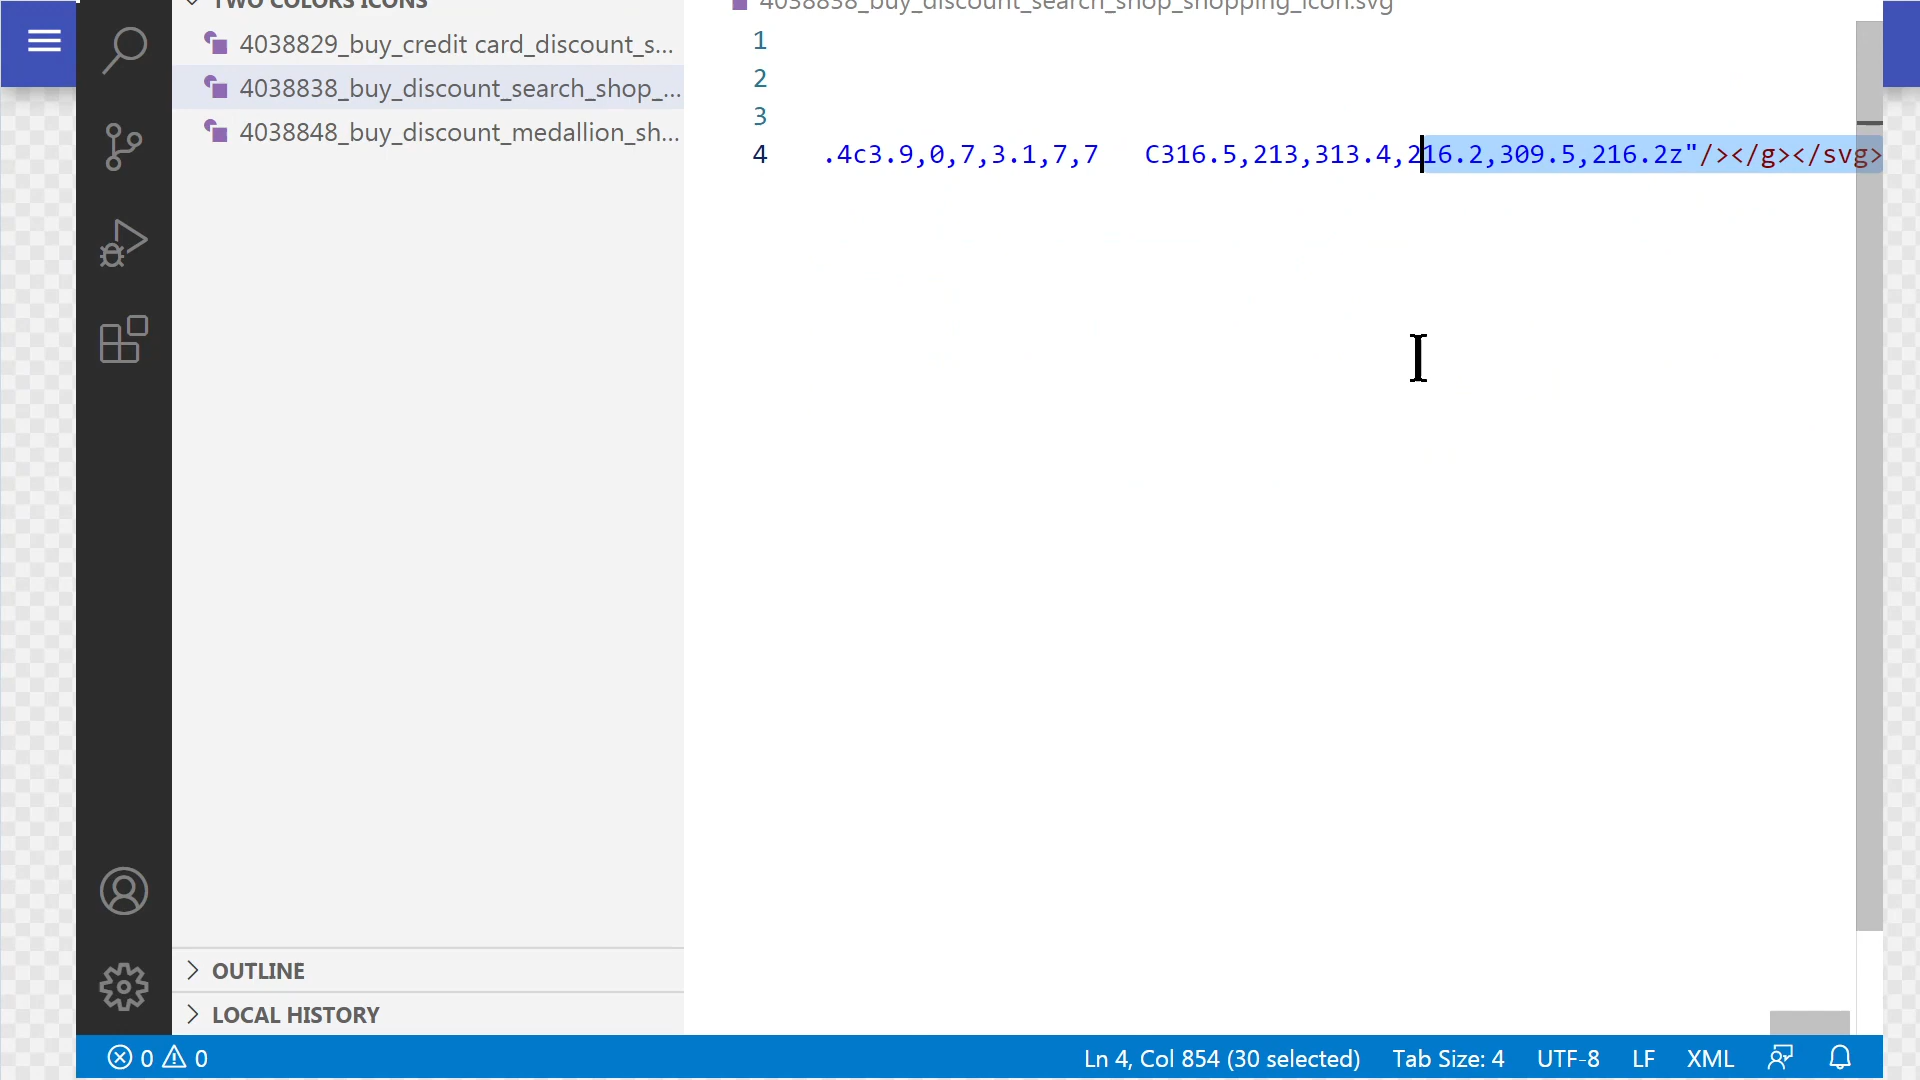 TWO COLORS ICONS
4038829_buy_credit card_discount_s...
4038838_buy_discount_search_shop_...
4038848_buy_discount_medallion_sh...
OUTLINE
LOCAL HISTORY
4038838_buy_discount_search_shop_shopping_icon.svg
1
2
3
4 .4c3.9,0,7,3.1,7,7 C316.5,213,313.4,216.2,309.5,216.2z"/></g></svg>
0 0 Ln 4, Col 854 (30 selected) Tab Size: 4 UTF-8 LF XML